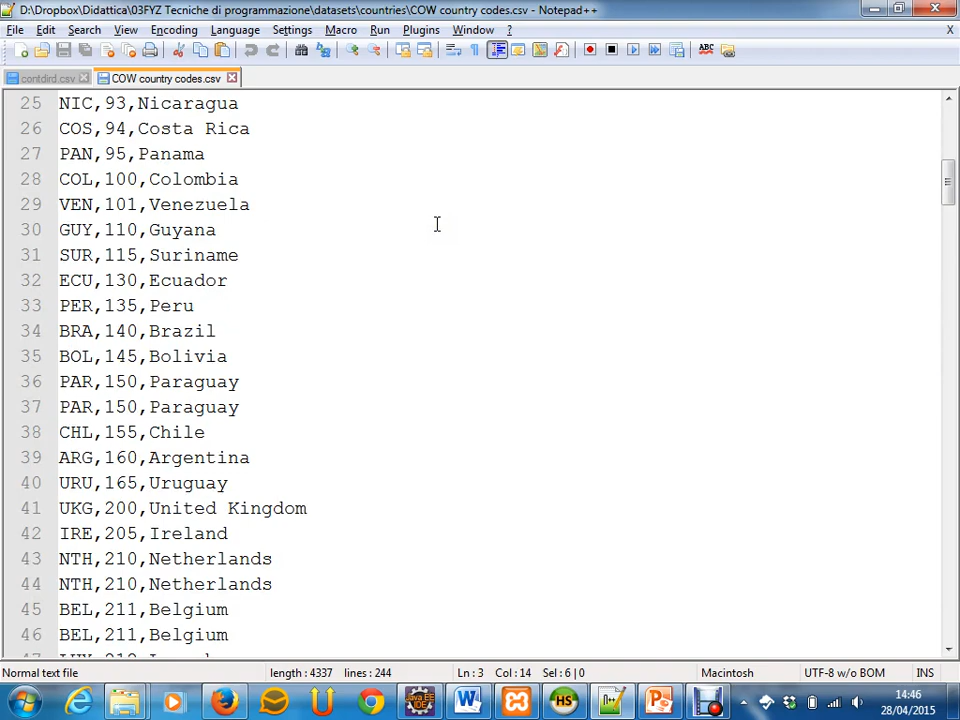 D:\Dropbox\Didattica\03FYZ Tecniche di programmazione\datasets\countries\COW country codes.csv - Notepad++
File Edit Search View Encoding Language Settings Macro Run Plugins Window ? X
contdird.csv COW country codes.csv
25 NIC,93,Nicaragua
26 COS,94,Costa Rica
27 PAN,95,Panama
28 COL,100,Colombia
29 VEN,101,Venezuela
30 GUY,110,Guyana
31 SUR,115,Suriname
32 ECU,130,Ecuador
33 PER,135,Peru
34 BRA,140,Brazil
35 BOL,145,Bolivia
36 PAR,150,Paraguay
37 PAR,150,Paraguay
38 CHL,155,Chile
39 ARG,160,Argentina
40 URU,165,Uruguay
41 UKG,200,United Kingdom
42 IRE,205,Ireland
43 NTH,210,Netherlands
44 NTH,210,Netherlands
45 BEL,211,Belgium
46 BEL,211,Belgium
Normal text file length : 4337 lines : 244 Ln : 3 Col : 14 Sel : 6 | 0 Macintosh UTF-8 w/o BOM INS
14:46
28/04/2015